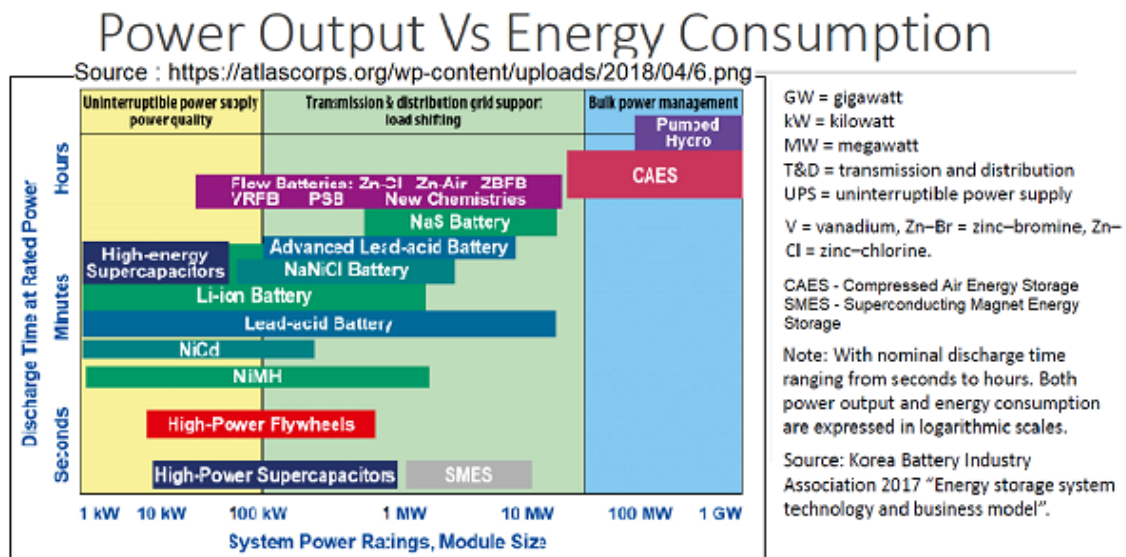 Power Output Vs Energy Consumption
Source : https://atlascorps.org/wp-content/uploads/2018/04/6.png
Uninterruptible power supply
power quality
Transmission & distribution grid support
load shifting
Bulk power management
Pumped
Hycro
CAES
Flew Batteries: Zn-Cl Zn-Air ZBFB
VRFB PSB New Chemistries
NaS Battery
High-energy
Supercapacitors
Advanced Lead-acid Battery
NaNiCl Battery
Li-ion Battery
Lead-acid Battery
NiCd
NiMH
High-Power Flywheels
High-Power Supercapacitors
SMES
Discharge Time at Rated Power
Hours
Minutes
Seconds
1 kW 10 kW 100 kW 1 MW 10 MW 100 MW 1 GW
System Power Ratings, Module Size
GW = gigawatt
kW = kilowatt
MW = megawatt
T&D = transmission and distribution
UPS = uninterruptible power supply
V = vanadium, Zn–Br = zinc–bromine, Zn–
Cl = zinc–chlorine.
CAES - Compressed Air Energy Storage
SMES - Superconducting Magnet Energy
Storage
Note: With nominal discharge time
ranging from seconds to hours. Both
power output and energy consumption
are expressed in logarithmic scales.
Source: Korea Battery Industry
Association 2017 “Energy storage system
technology and business model”.